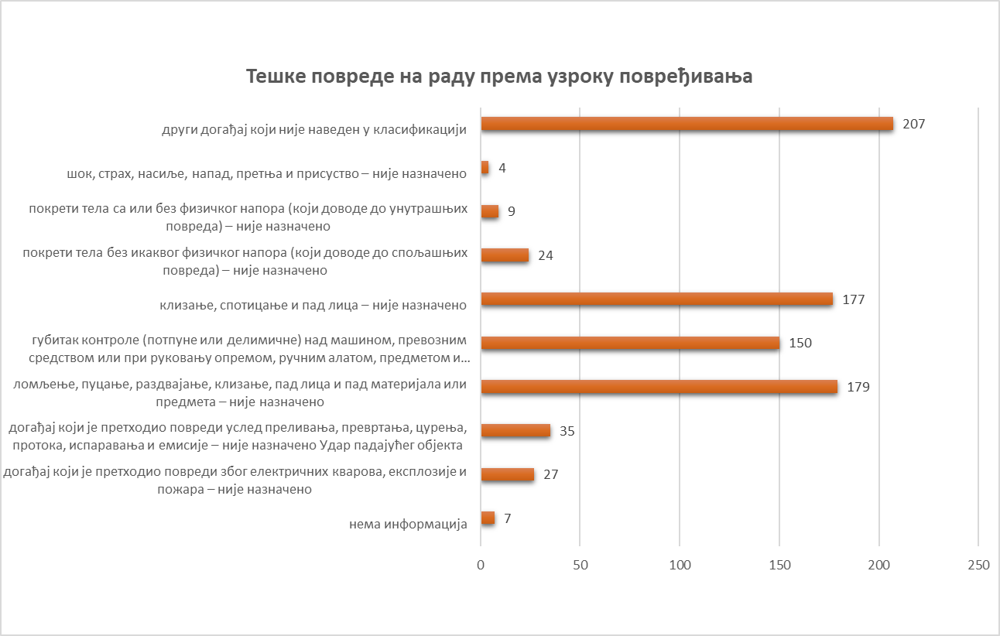 Тешке повреде на раду према узроку повређивања
други догађај који није наведен у класификацији
207
шок, страх, насиље, напад, претња и присуство – није назначено
4
покрети тела са или без физичког напора (који доводе до унутрашњих
повреда) – није назначено
9
покрети тела без икаквог физичког напора (који доводе до спољашњих
повреда) – није назначено
24
клизање, спотицање и пад лица – није назначено
177
губитак контроле (потпуне или делимичне) над машином, превозним
средством или при руковању опремом, ручним алатом, предметом и…
150
ломљење, пуцање, раздвајање, клизање, пад лица и пад материјала или
предмета – није назначено
179
догађај који је претходио повреди услед преливања, превртања, цурења,
протока, испаравања и емисије – није назначено Удар падајућег објекта
35
догађај који је претходио повреди због електричних кварова, експлозије и
пожара – није назначено
27
нема информација
7
0 50 100 150 200 250